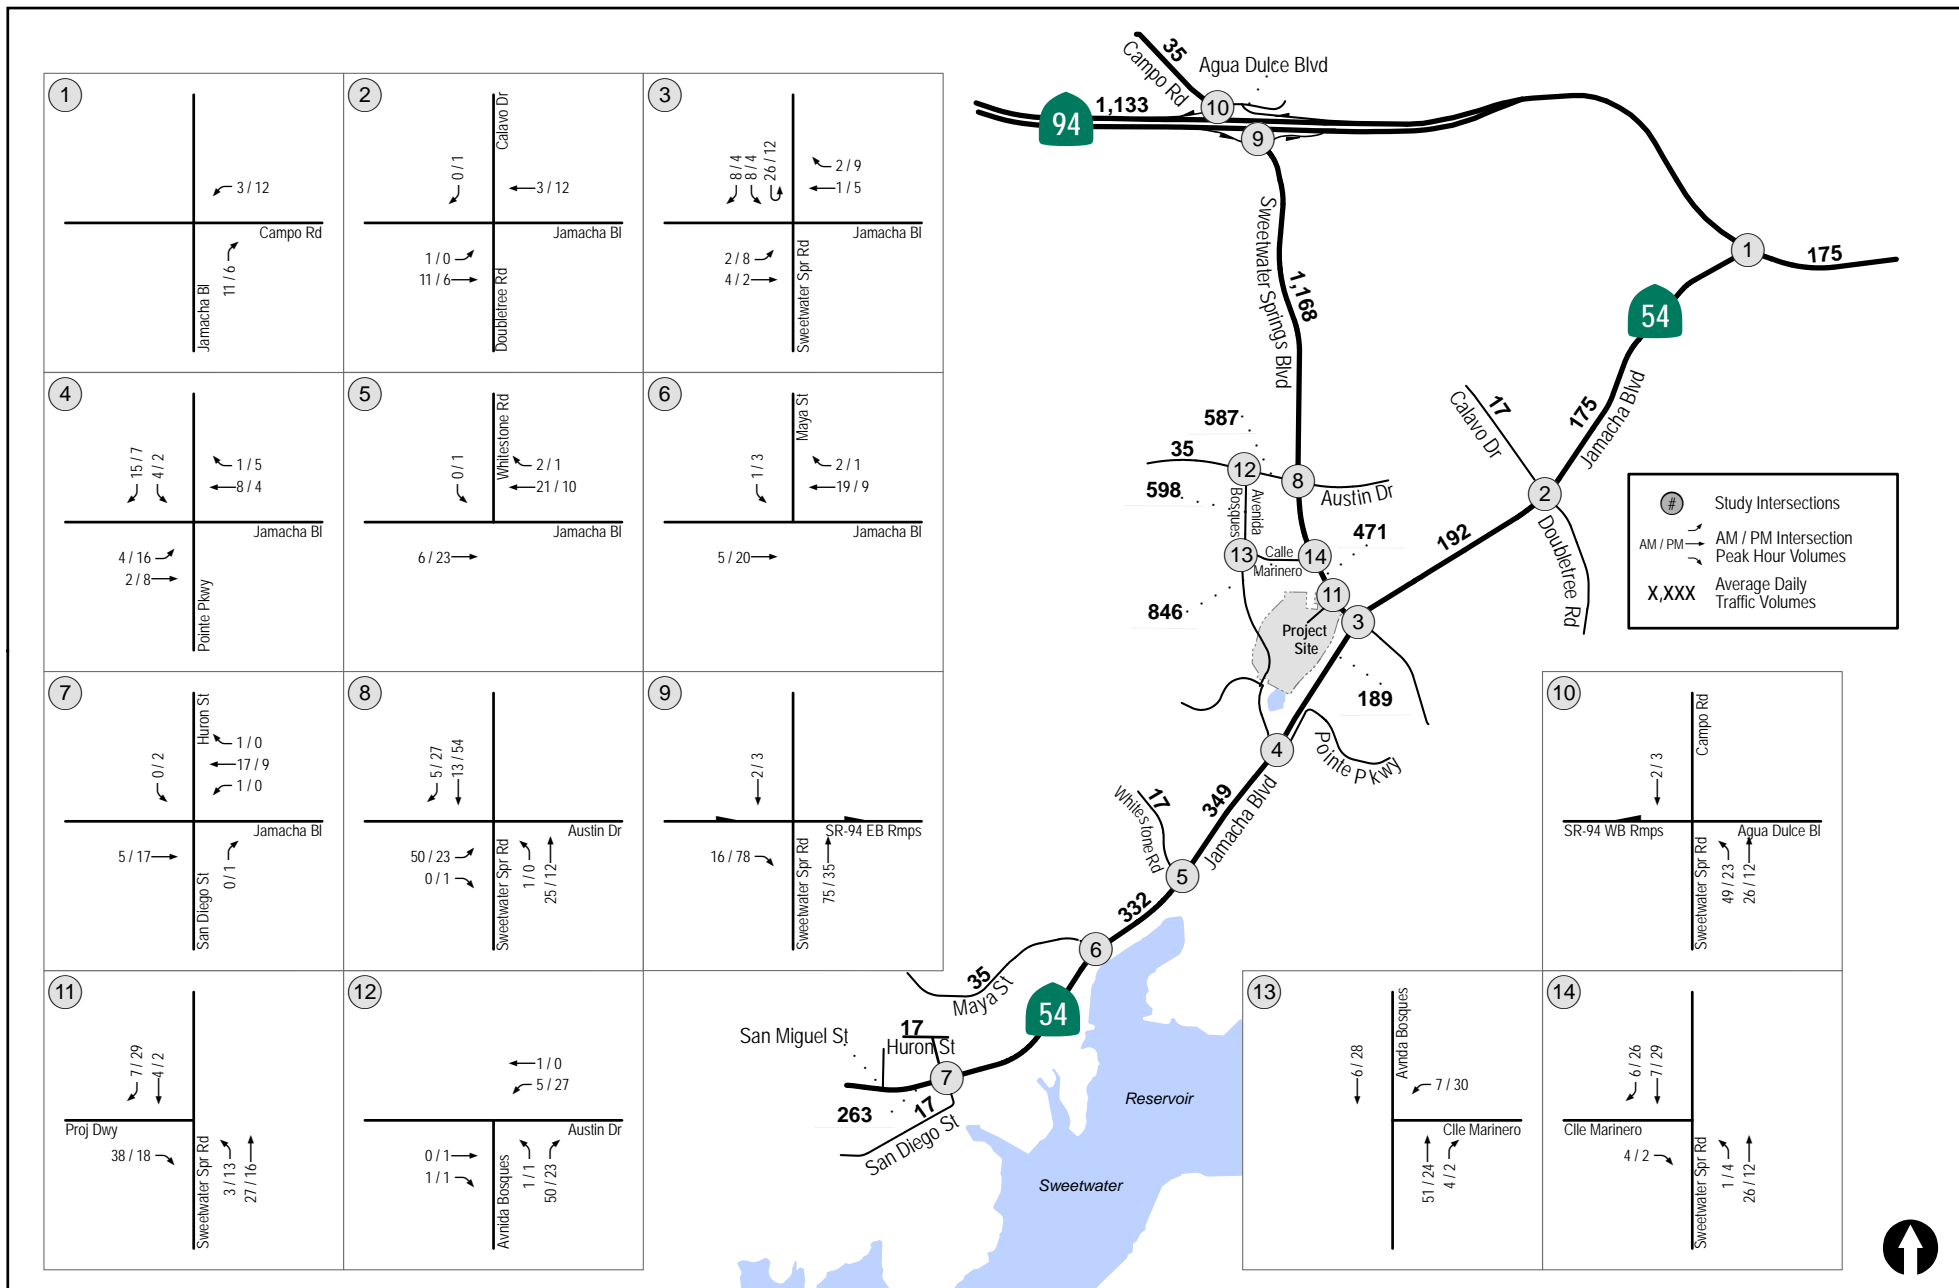 1
3 / 12
Campo Rd
11 / 6
Jamacha Bl
2
Calavo Dr
0 / 1
3 / 12
Jamacha Bl
1 / 0
11 / 6
Doubletree Rd
3
8 / 4
8 / 4
26 / 12
2 / 9
1 / 5
Jamacha Bl
2 / 8
4 / 2
Sweetwater Spr Rd
4
15 / 7
4 / 2
1 / 5
8 / 4
Jamacha Bl
4 / 16
2 / 8
Pointe Pkwy
5
Whitestone Rd
0 / 1
2 / 1
21 / 10
Jamacha Bl
6 / 23
6
Maya St
1 / 3
2 / 1
19 / 9
Jamacha Bl
5 / 20
7
Huron St
0 / 2
1 / 0
17 / 9
1 / 0
Jamacha Bl
5 / 17
San Diego St
0 / 1
8
5 / 27
13 / 54
Austin Dr
50 / 23
0 / 1
Sweetwater Spr Rd
1 / 0
25 / 12
9
2 / 3
SR-94 EB Rmps
16 / 78
Sweetwater Spr Rd
75 / 35
10
Campo Rd
2 / 3
SR-94 WB Rmps
Agua Dulce Bl
Sweetwater Spr Rd
49 / 23
26 / 12
11
7 / 29
4 / 2
Proj Dwy
38 / 18
Sweetwater Spr Rd
3 / 13
27 / 16
12
1 / 0
5 / 27
Austin Dr
0 / 1
1 / 1
Avnida Bosques
1 / 1
50 / 23
13
Avnda Bosques
6 / 28
7 / 30
Clle Marinero
51 / 24
4 / 2
14
6 / 26
7 / 29
Clle Marinero
4 / 2
Sweetwater Spr Rd
1 / 4
26 / 12
35
Campo Rd
Agua Dulce Blvd
1,133
94
10
9
Sweetwater Springs Blvd
1,168
1
175
54
175
Jamacha Blvd
17
Calavo Dr
2
Doubletree Rd
192
587
35
12
8
Austin Dr
598
Avenida
Bosques
471
13
Calle
Marinero
14
11
846
Project
Site
3
189
4
Pointe Pkwy
349
Jamacha Blvd
17
Whitestone Rd
5
332
6
35
Maya St
54
San Miguel St
17
Huron St
7
263
17
San Diego St
Reservoir
Sweetwater
# Study Intersections
AM / PM AM / PM Intersection
Peak Hour Volumes
X,XXX Average Daily
Traffic Volumes